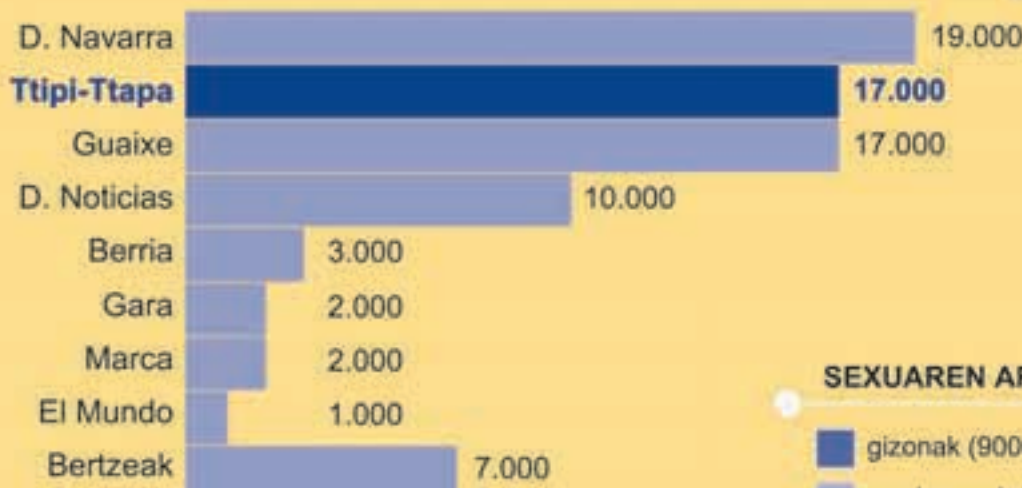 D. Navarra 19.000
Ttipi-Ttapa 17.000
Guaixe 17.000
D. Noticias 10.000
Berria 3.000
Gara 2.000
Marca 2.000
El Mundo 1.000
Bertzeak 7.000
SEXUAREN
gizonak (900